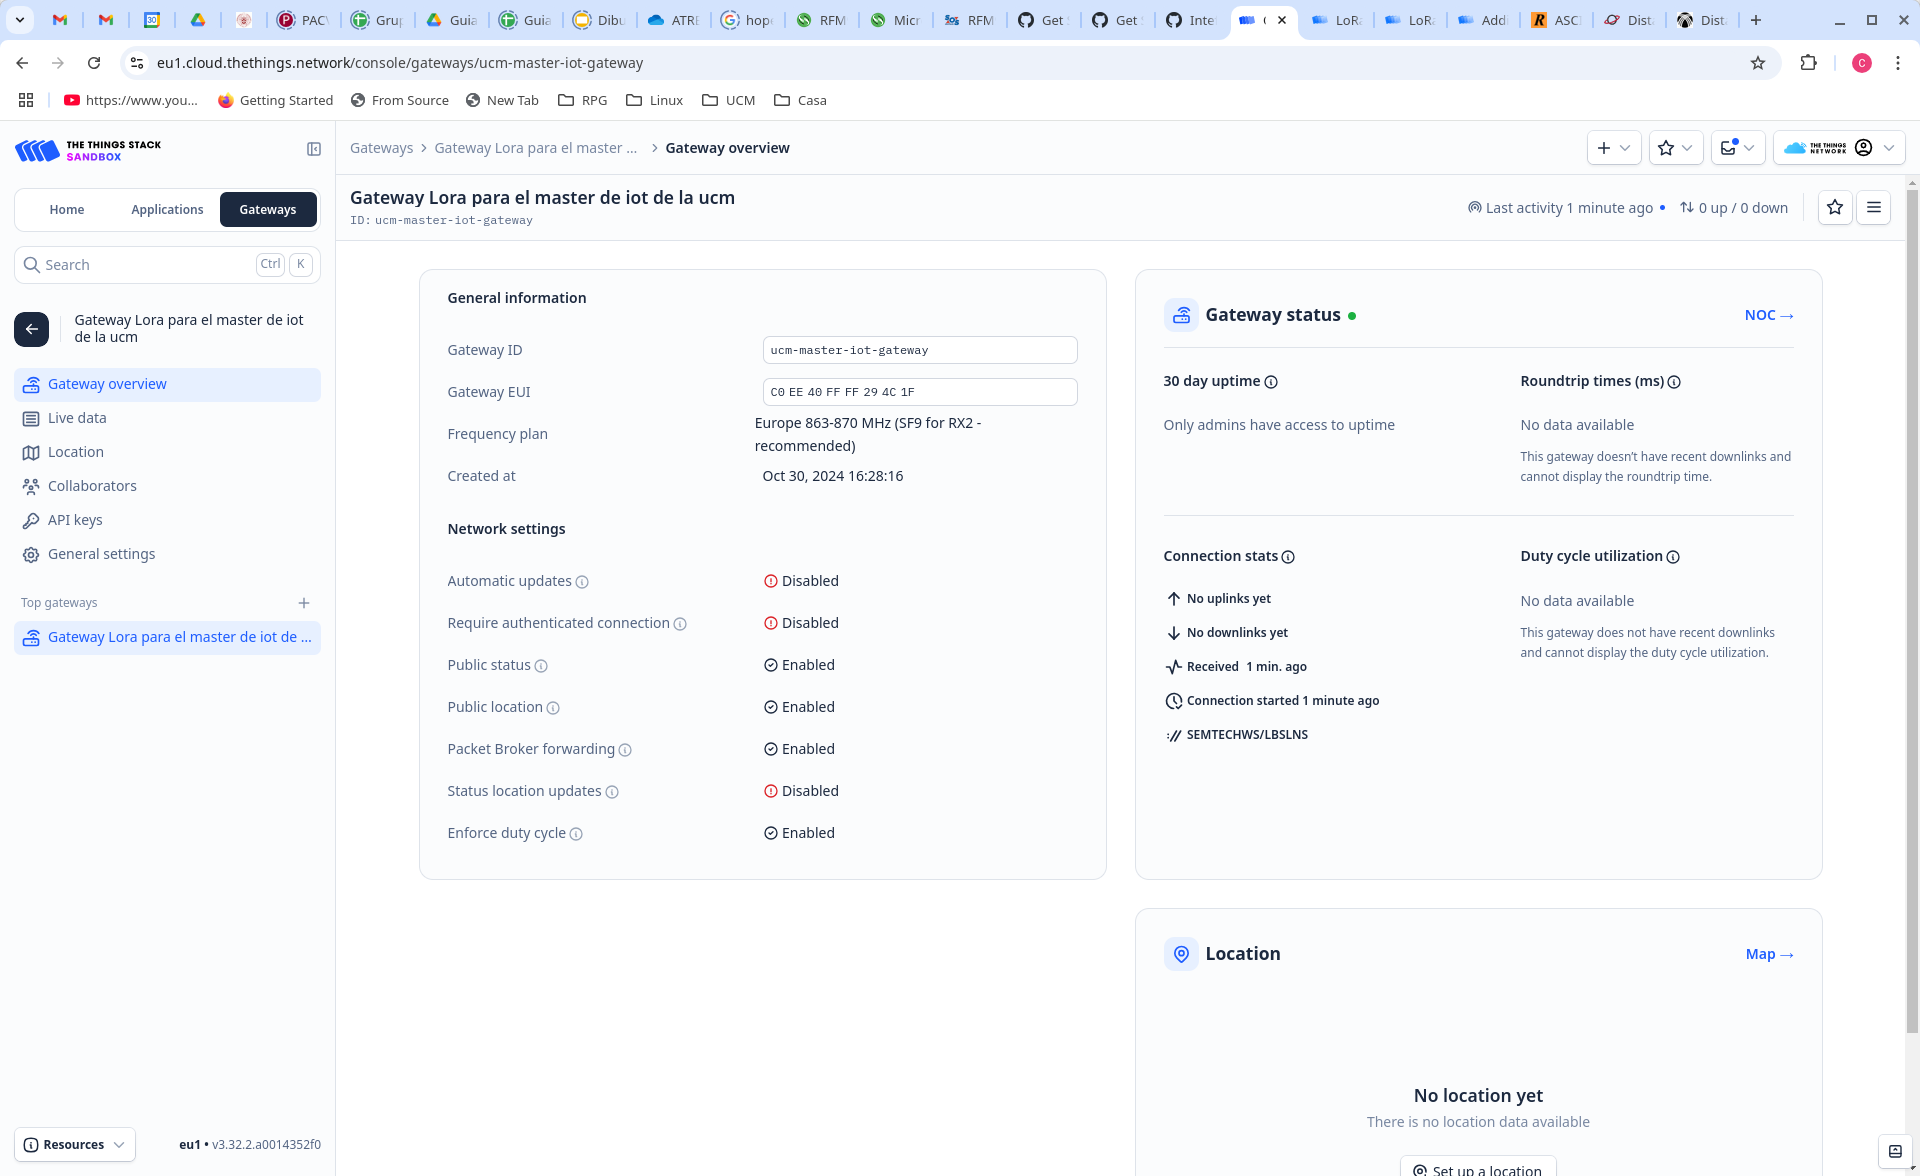 PAC
Gru
Guia
Guia
Dibu
ATRE
hop
RFM
Micr
RFM
Get
Get
Inte
LoRa
LoRa
Add
ASC
Dist
Dist
eu1.cloud.thethings.network/console/gateways/ucm-master-iot-gateway
C
https://www.you...
Getting Started
From Source
New Tab
RPG
Linux
UCM
Casa
THE THINGS STACK
SANDBOX
Gateways > Gateway Lora para el master ... > Gateway overview
THE THINGS
NETWORK
Home
Applications
Gateways
Gateway Lora para el master de iot de la ucm
ID: ucm-master-iot-gateway
Last activity 1 minute ago • 0 up / 0 down
Search
Ctrl
K
Gateway Lora para el master de iot
de la ucm
Gateway overview
Live data
Location
Collaborators
API keys
General settings
Top gateways
Gateway Lora para el master de iot de ...
General information
Gateway ID
ucm-master-iot-gateway
Gateway EUI
C0 EE 40 FF FF 29 4C 1F
Frequency plan
Europe 863-870 MHz (SF9 for RX2 -
recommended)
Created at
Oct 30, 2024 16:28:16
Network settings
Automatic updates
Disabled
Require authenticated connection
Disabled
Public status
Enabled
Public location
Enabled
Packet Broker forwarding
Enabled
Status location updates
Disabled
Enforce duty cycle
Enabled
Gateway status
NOC →
30 day uptime
Only admins have access to uptime
Roundtrip times (ms)
No data available
This gateway doesn’t have recent downlinks and
cannot display the roundtrip time.
Connection stats
No uplinks yet
No downlinks yet
Received 1 min. ago
Connection started 1 minute ago
SEMTECHWS/LBSLNS
Duty cycle utilization
No data available
This gateway does not have recent downlinks
and cannot display the duty cycle utilization.
Location
Map →
No location yet
There is no location data available
Set up a location
Resources
eu1 • v3.32.2.a0014352f0